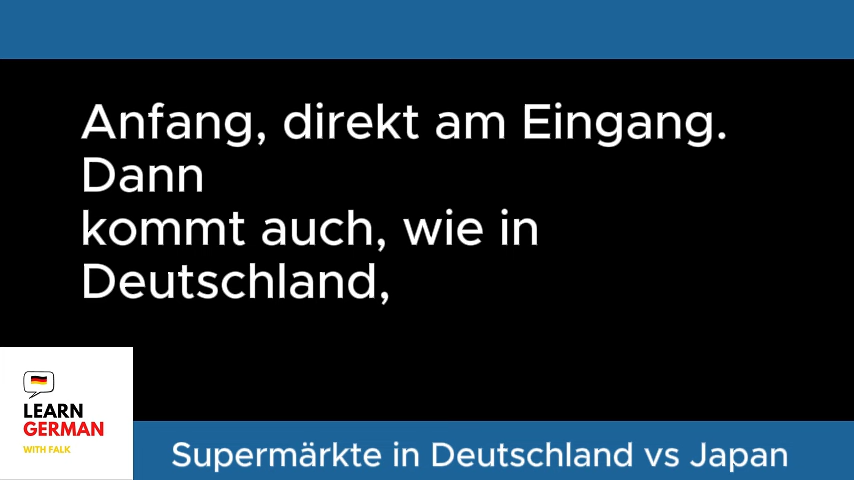 Anfang, direkt am Eingang.
Dann
kommt auch, wie in
Deutschland,
LEARN
GERMAN
WITH FALK
Supermärkte in Deutschland vs Japan